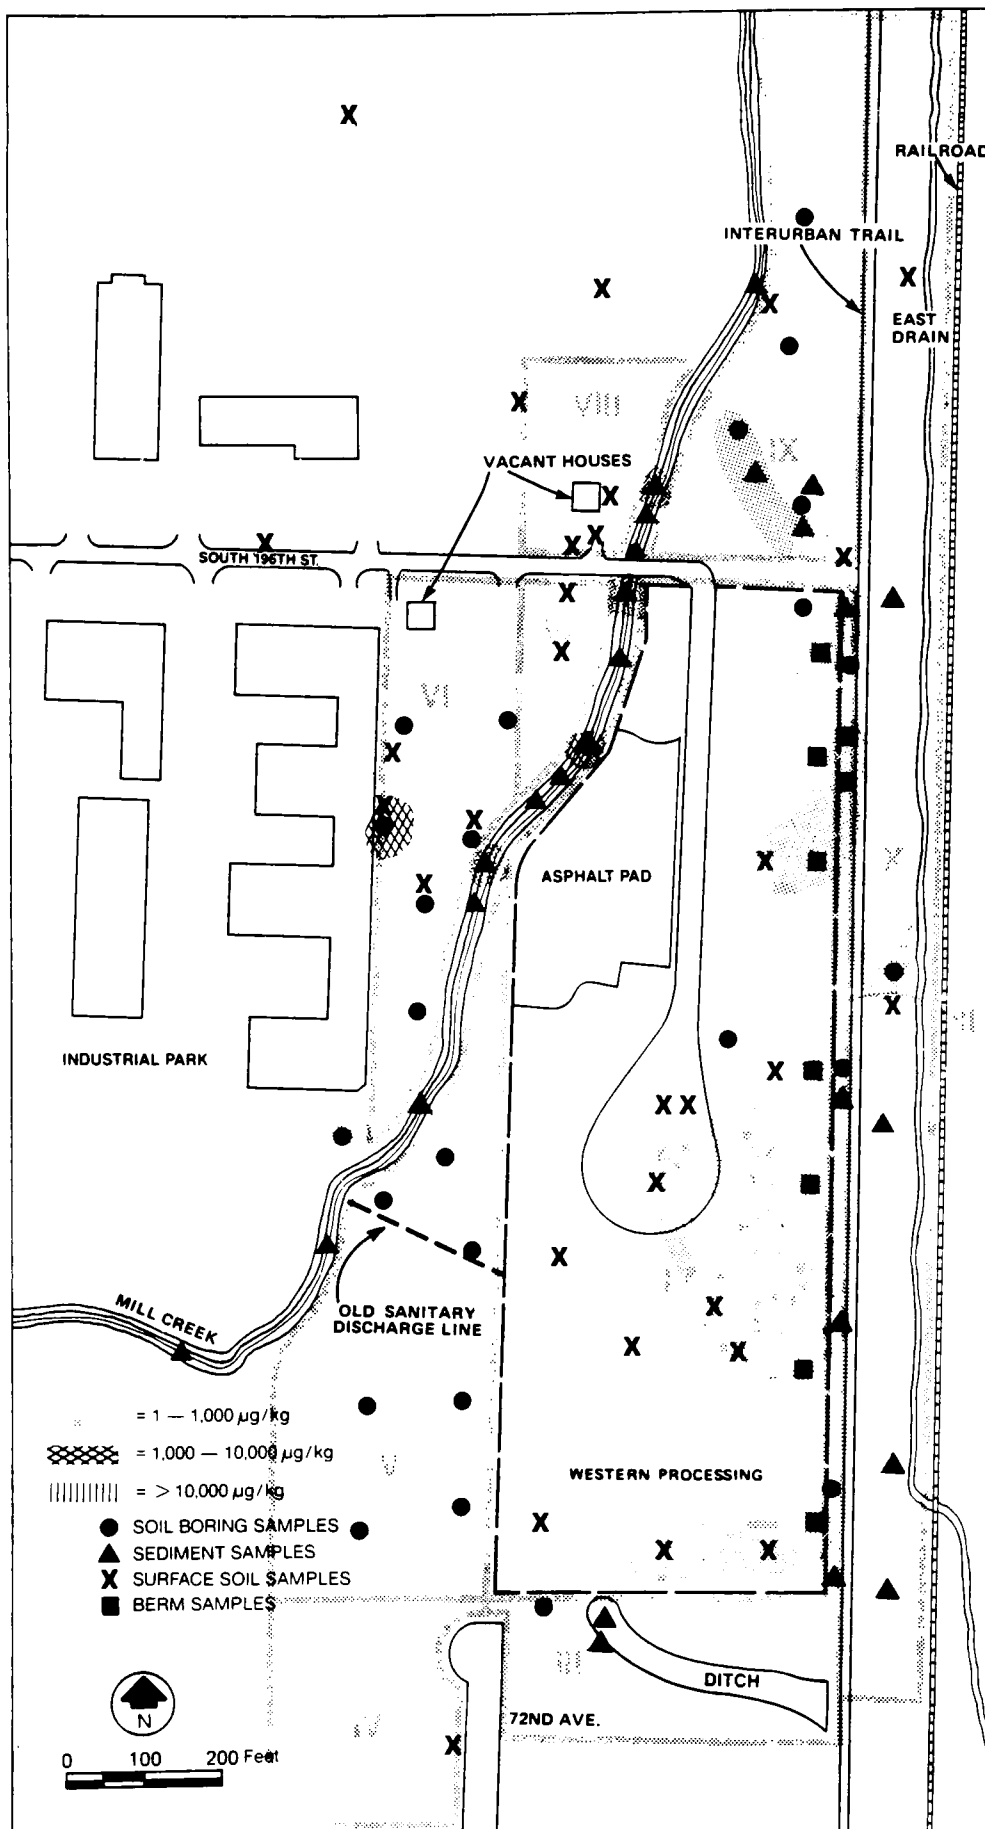 RAILROAD
INTERURBAN TRAIL
EAST
DRAIN
VIII
IX
VACANT HOUSES
SOUTH 196TH ST.
VI
X
ASPHALT PAD
INDUSTRIAL PARK
OLD SANITARY
DISCHARGE LINE
MILL CREEK
= 1 — 1,000 µg/kg
= 1,000 — 10,000 µg/kg
= > 10,000 µg/kg
V
WESTERN PROCESSING
SOIL BORING SAMPLES
SEDIMENT SAMPLES
X SURFACE SOIL SAMPLES
BERM SAMPLES
III
DITCH
N
IV
72ND AVE.
0 100 200 Feet